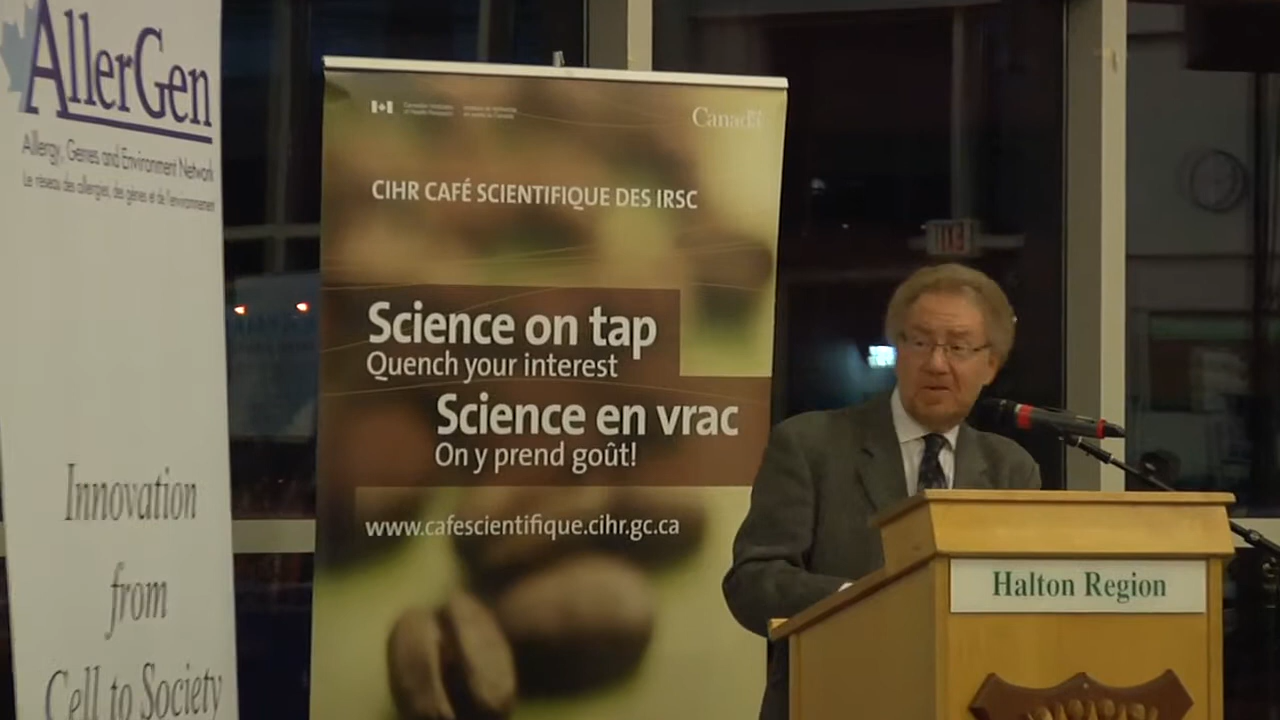 AllerGen
Allergy, Genes and Environment Network
Le réseau des allergies, des gènes et de l'environnement
Innovation
from
Cell to Society
Canada
CIHR CAFÉ SCIENTIFIQUE DES IRSC
Science on tap
Quench your interest
Science en vrac
On y prend goût!
www.cafescientifique.cihr.gc.ca
Halton Region